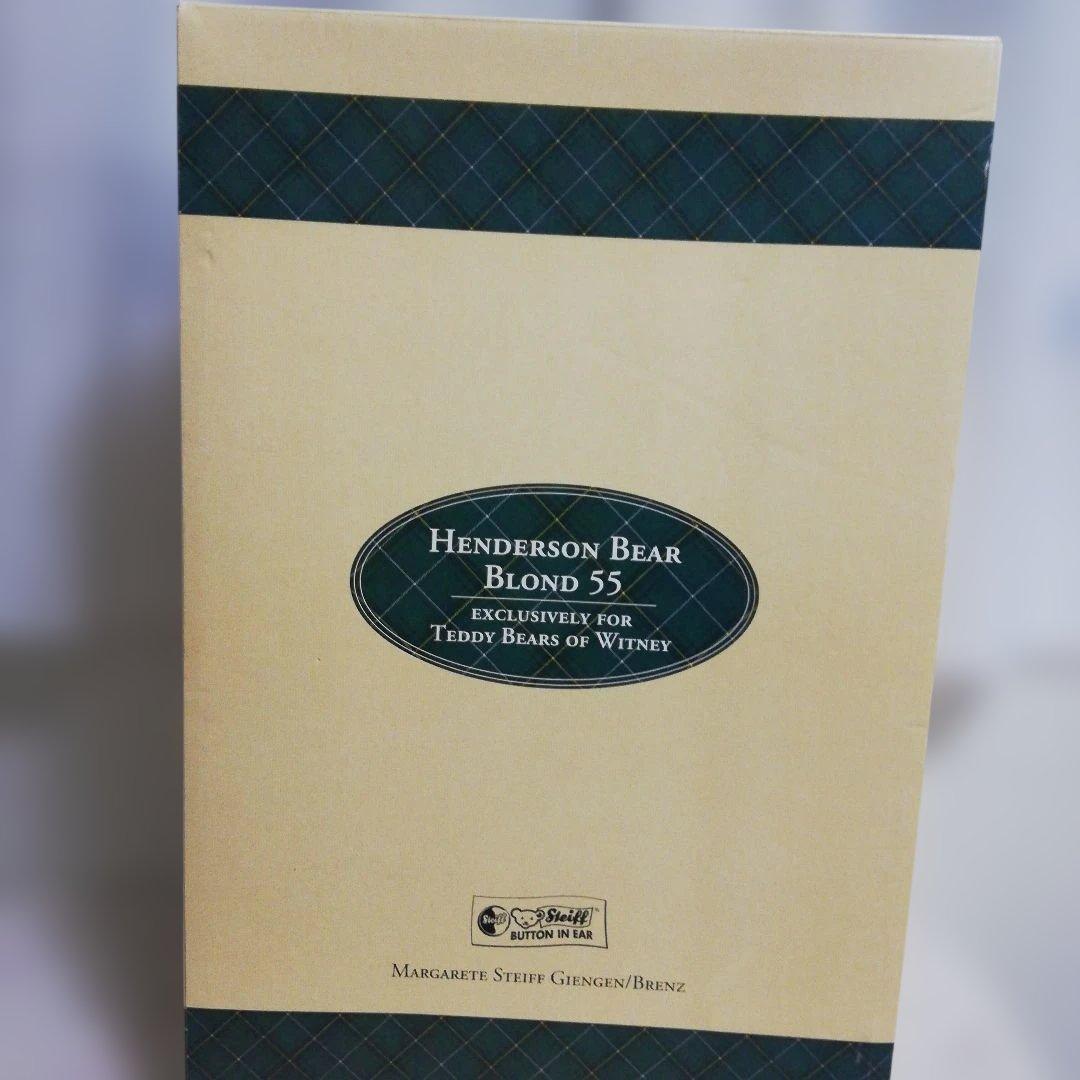 Henderson Bear
Blond 55
exclusively for
Teddy Bears of Witney
Steiff
Steiff
BUTTON IN EAR
Margarete Steiff Giengen/Brenz